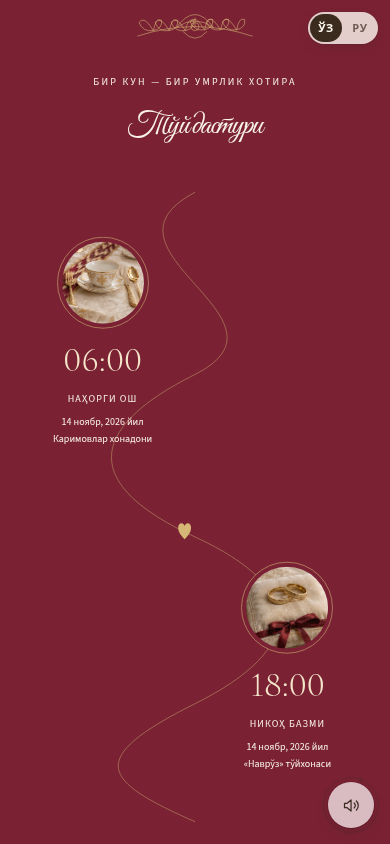 ЎЗ РУ
БИР КУН — БИР УМРЛИК ХОТИРА
Тўй дастури
06:00
НАҲОРГИ ОШ
14 ноябр, 2026 йил
Каримовлар хонадони
18:00
НИКОҲ БАЗМИ
14 ноябр, 2026 йил
«Наврўз» тўйхонаси